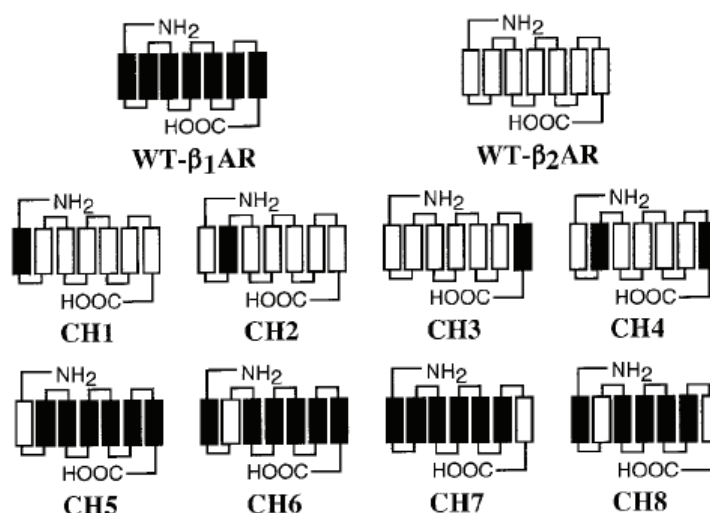 NH₂ NH₂
HOOC HOOC
WT-β₁AR WT-β₂AR
NH₂ NH₂ NH₂ NH₂
HOOC HOOC HOOC HOOC
CH1 CH2 CH3 CH4
NH₂ NH₂ NH₂ NH₂
HOOC HOOC HOOC HOOC
CH5 CH6 CH7 CH8